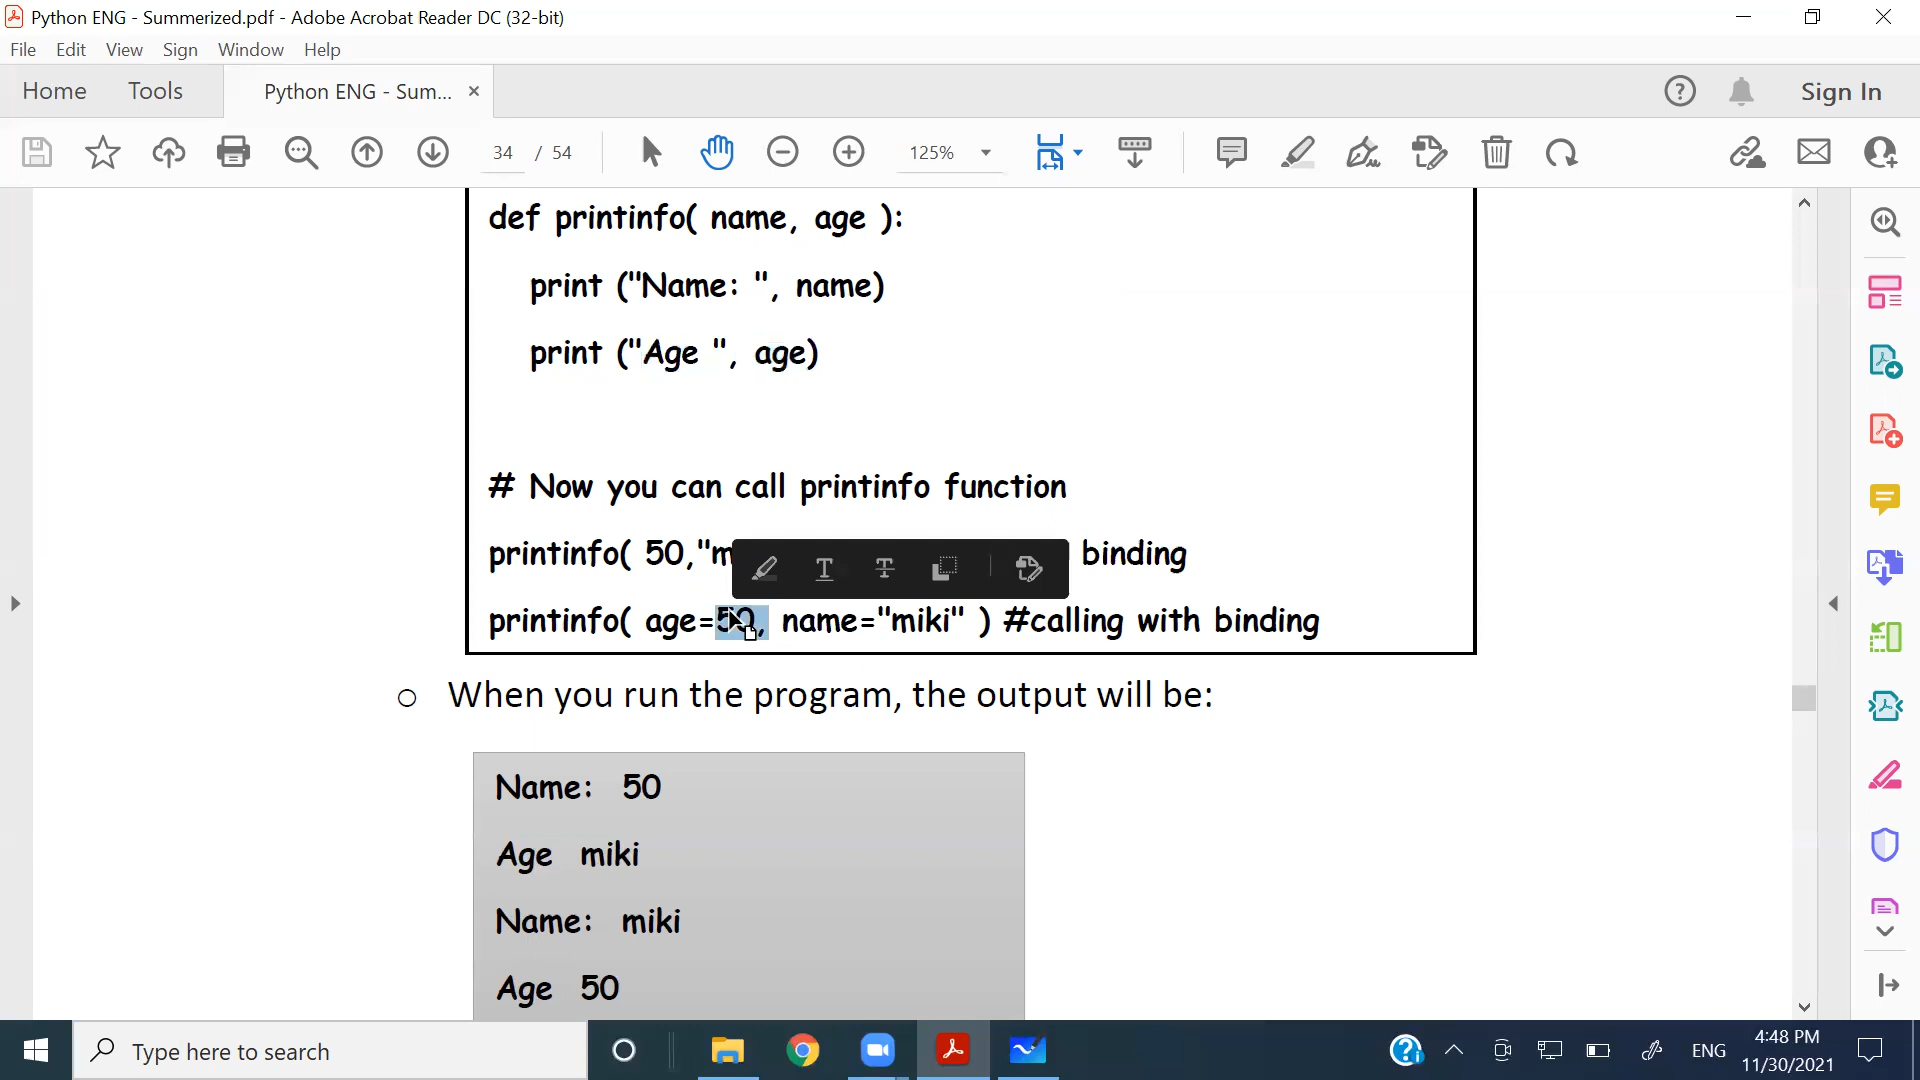 Python ENG - Summerized.pdf - Adobe Acrobat Reader DC (32-bit)
File Edit View Sign Window Help
Home Tools Python ENG - Sum... Sign In
34 / 54 125%
def printinfo( name, age ):
print ("Name: ", name)
print ("Age ", age)
# Now you can call printinfo function
printinfo( 50,"m binding
printinfo( age=50, name="miki" ) #calling with binding
When you run the program, the output will be:
Name: 50
Age miki
Name: miki
Age 50
Type here to search
ENG
4:48 PM
11/30/2021